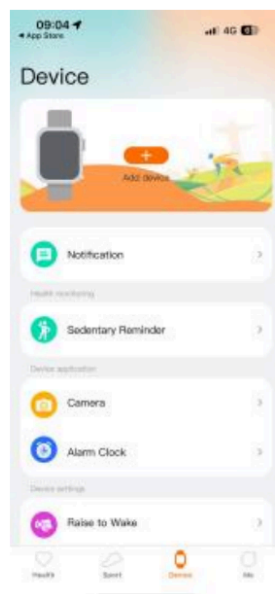 09:04
◀ App Store
4G
Device
Add device
Notification
Health monitoring
Sedentary Reminder
Device application
Camera
Alarm Clock
Device settings
Raise to Wake
Health
Sport
Device
Me